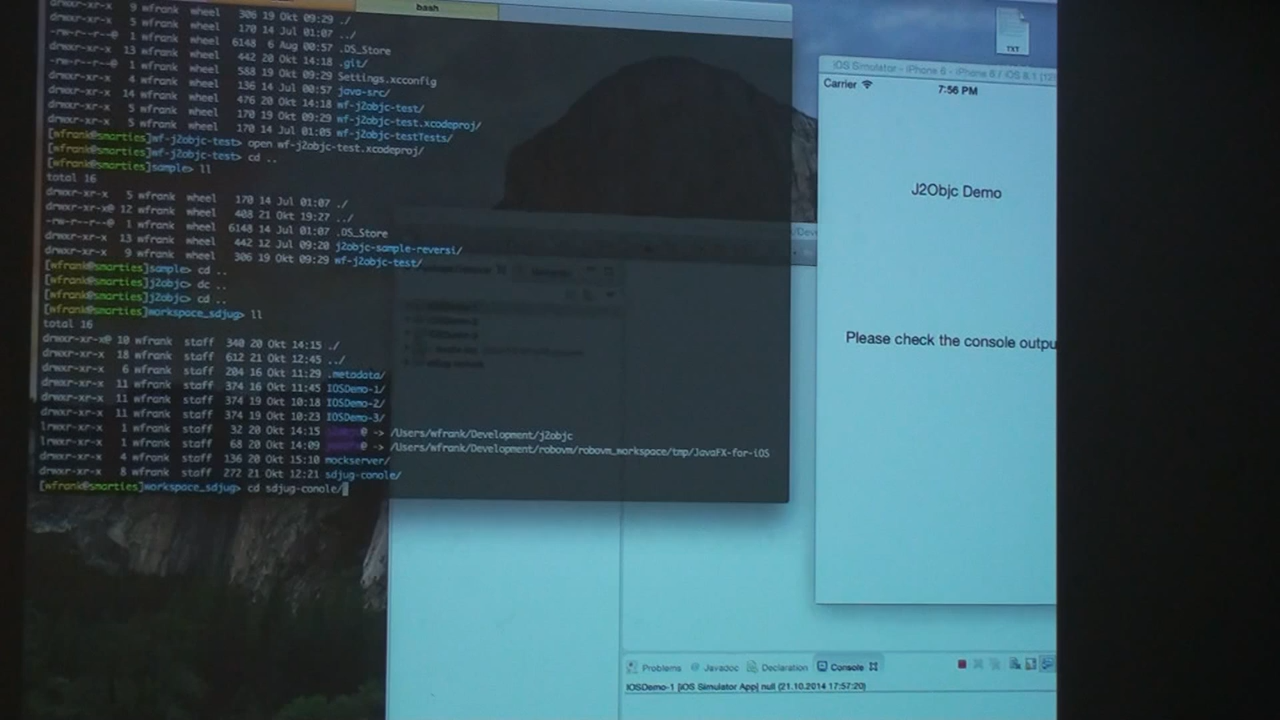 bash
drwxr-xr-x 9 wfrank wheel 306 19 Okt 09:29 ./
drwxr-xr-x 5 wfrank wheel 170 14 Jul 01:07 ../
-rw-r--r--@ 1 wfrank wheel 6148 6 Aug 00:57 .DS_Store
drwxr-xr-x 13 wfrank wheel 442 20 Okt 14:18 .git/
-rw-r--r--@ 1 wfrank wheel 588 19 Okt 09:29 Settings.xcconfig
drwxr-xr-x 4 wfrank wheel 136 14 Jul 00:57 java-src/
drwxr-xr-x 14 wfrank wheel 476 20 Okt 14:18 wf-j2objc-test/
drwxr-xr-x 5 wfrank wheel 170 19 Okt 09:29 wf-j2objc-test.xcodeproj/
drwxr-xr-x 5 wfrank wheel 170 14 Jul 01:05 wf-j2objc-testTests/
[wfrank@smarties]wf-j2objc-test> open wf-j2objc-test.xcodeproj/
[wfrank@smarties]wf-j2objc-test> cd ..
[wfrank@smarties]sample> ll
total 16
drwxr-xr-x 5 wfrank wheel 170 14 Jul 01:07 ./
drwxr-xr-x@ 12 wfrank wheel 408 21 Okt 19:27 ../
-rw-r--r--@ 1 wfrank wheel 6148 14 Jul 01:07 .DS_Store
drwxr-xr-x 13 wfrank wheel 442 12 Jul 09:20 j2objc-sample-reversi/
drwxr-xr-x 9 wfrank wheel 306 19 Okt 09:29 wf-j2objc-test/
[wfrank@smarties]sample> cd ..
[wfrank@smarties]j2objc> dc ..
[wfrank@smarties]j2objc> cd ..
[wfrank@smarties]workspace_sdjug> ll
total 16
drwxr-xr-x@ 10 wfrank staff 340 20 Okt 14:15 ./
drwxr-xr-x 18 wfrank staff 612 21 Okt 12:45 ../
drwxr-xr-x 6 wfrank staff 204 16 Okt 11:29 .metadata/
drwxr-xr-x 11 wfrank staff 374 16 Okt 11:45 IOSDemo-1/
drwxr-xr-x 11 wfrank staff 374 19 Okt 10:18 IOSDemo-2/
drwxr-xr-x 11 wfrank staff 374 19 Okt 10:23 IOSDemo-3/
lrwxr-xr-x 1 wfrank staff 32 20 Okt 14:15 @ -> /Users/wfrank/Development/j2objc
lrwxr-xr-x 1 wfrank staff 68 20 Okt 14:09 @ -> /Users/wfrank/Development/robovm/robovm_workspace/tmp/JavaFX-for-iOS
drwxr-xr-x 4 wfrank staff 136 20 Okt 15:10 mockserver/
drwxr-xr-x 8 wfrank staff 272 21 Okt 12:21 sdjug-conole/
[wfrank@smarties]workspace_sdjug> cd sdjug-conole/
TXT
iOS Simulator - iPhone 6 - iPhone 6 / iOS 8.1
Carrier 7:56 PM
J2Objc Demo
Please check the console outpu
Problems @ Javadoc Declaration Console
IOSDemo-1 [iOS Simulator App] null (21.10.2014 17:57:20)